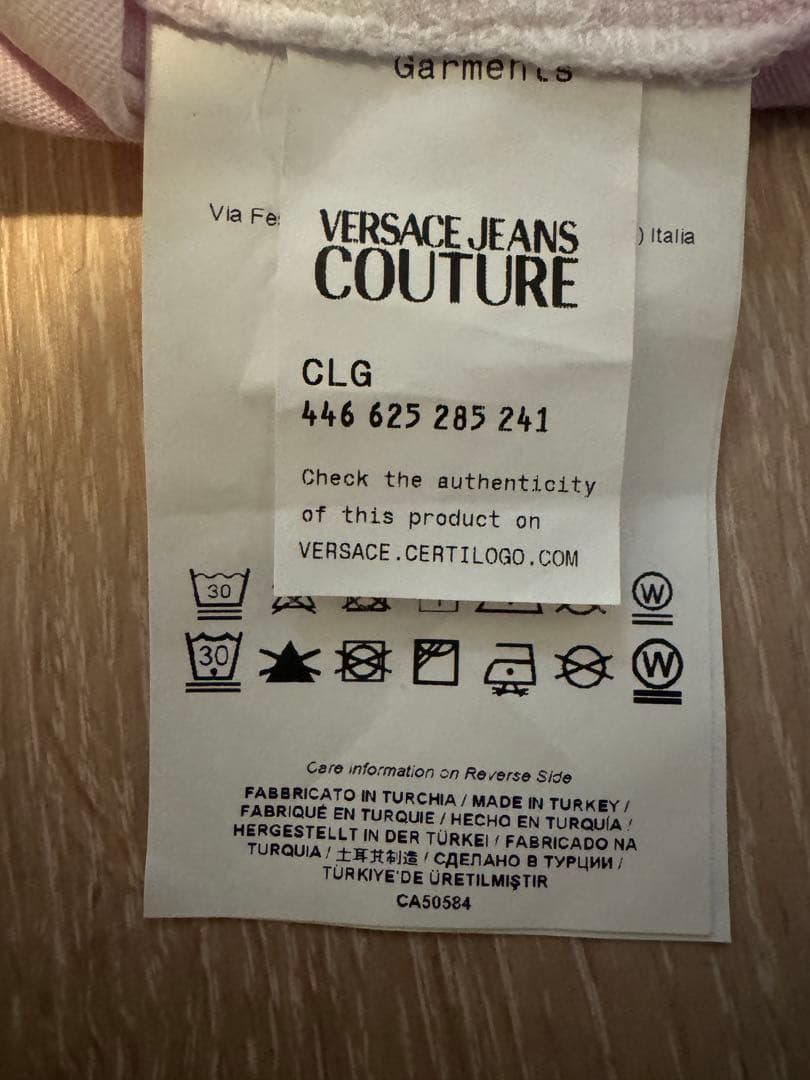 Garments
Via Fe
) Italia
VERSACE JEANS
COUTURE
CLG
446 625 285 241
Check the authenticity
of this product on
VERSACE.CERTILOGO.COM
30 W
30 W
Care information on Reverse Side
FABBRICATO IN TURCHIA / MADE IN TURKEY /
FABRIQUÉ EN TURQUIE / HECHO EN TURQUÍA /
HERGESTELLT IN DER TÜRKEI / FABRICADO NA
TURQUIA / 土耳其制造 / СДЕЛАНО В ТУРЦИИ /
TÜRKİYE'DE ÜRETILMIŞTIR
CA50584